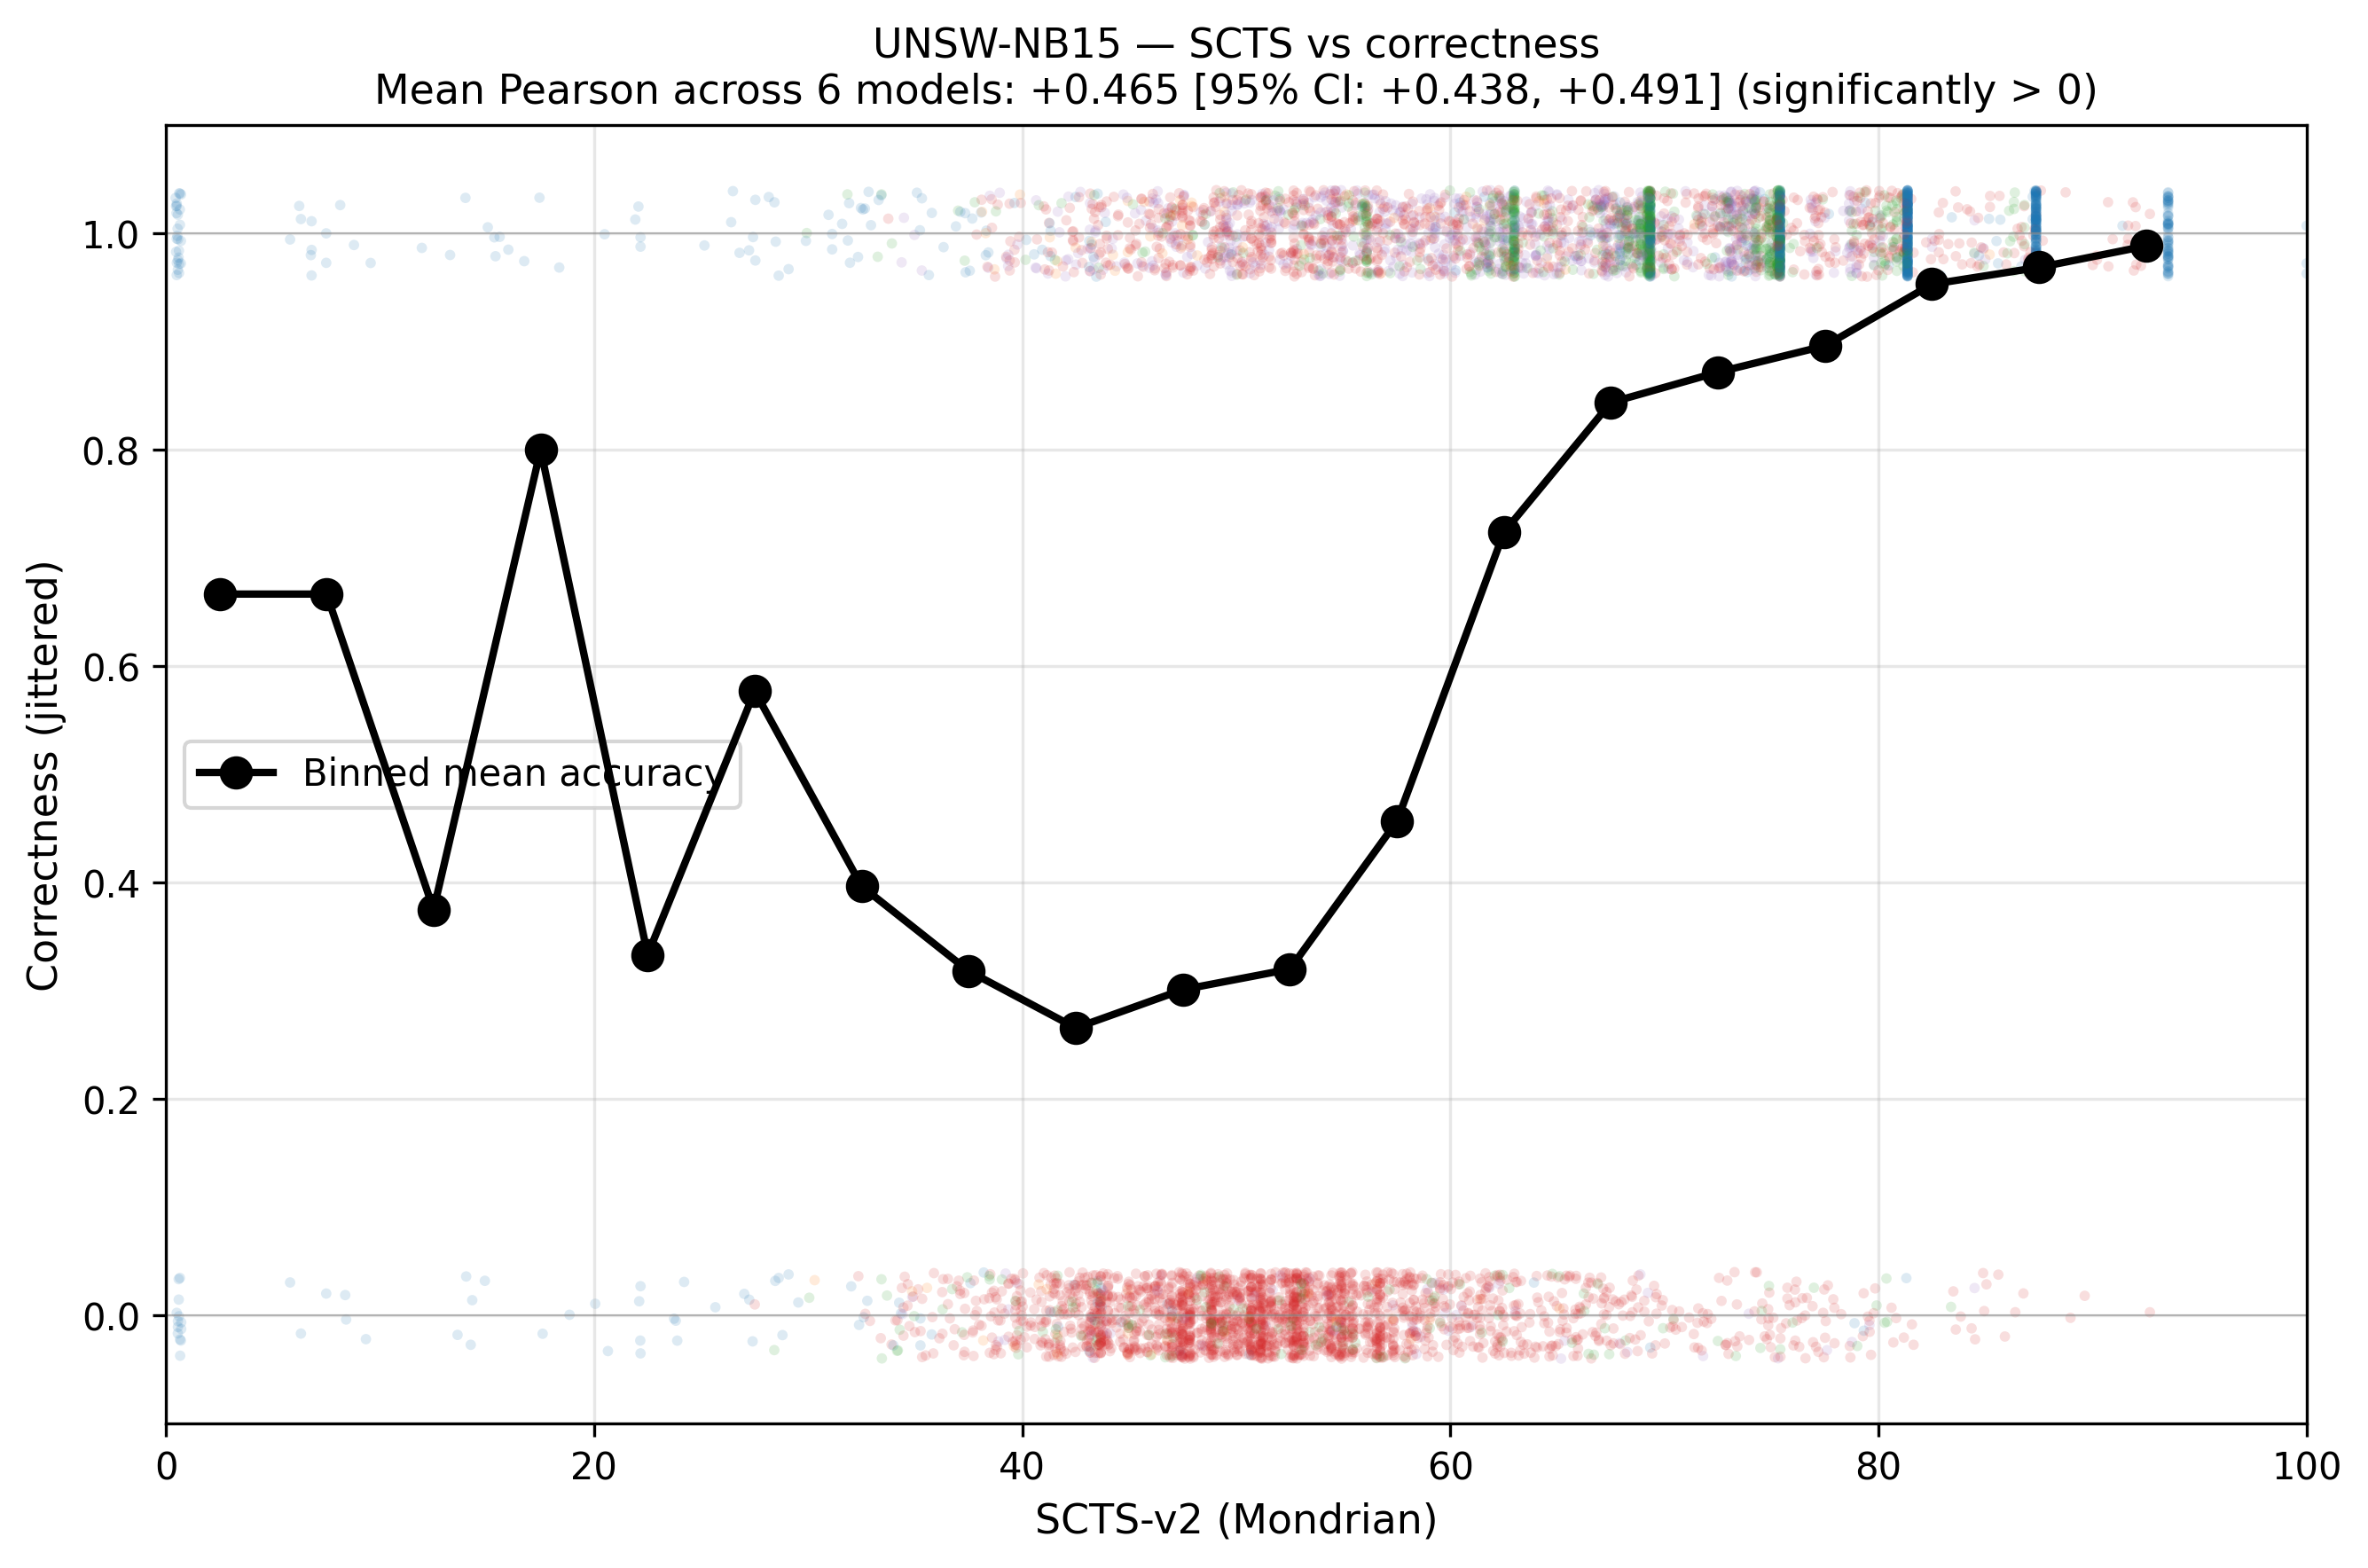 UNSW-NB15 — SCTS vs correctness
Mean Pearson across 6 models: +0.465 [95% CI: +0.438, +0.491] (significantly > 0)
Correctness (jittered)
1.0
0.8
0.6
0.4
0.2
0.0
Binned mean accuracy
0 20 40 60 80 100
SCTS-v2 (Mondrian)